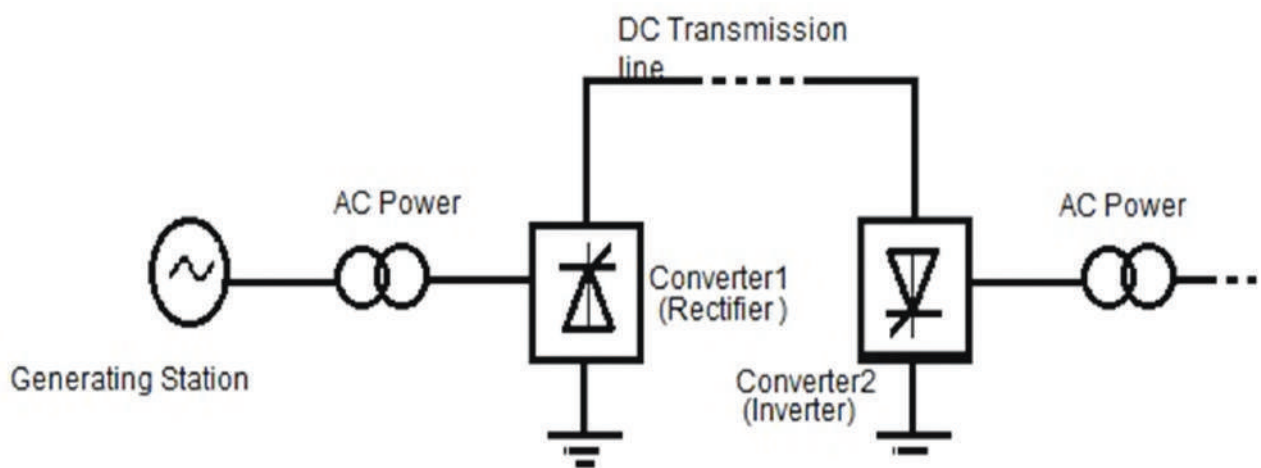 DC Transmission
line
AC Power
AC Power
Converter1
(Rectifier)
Converter2
(Inverter)
Generating Station